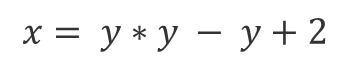 x = y * y − y + 2